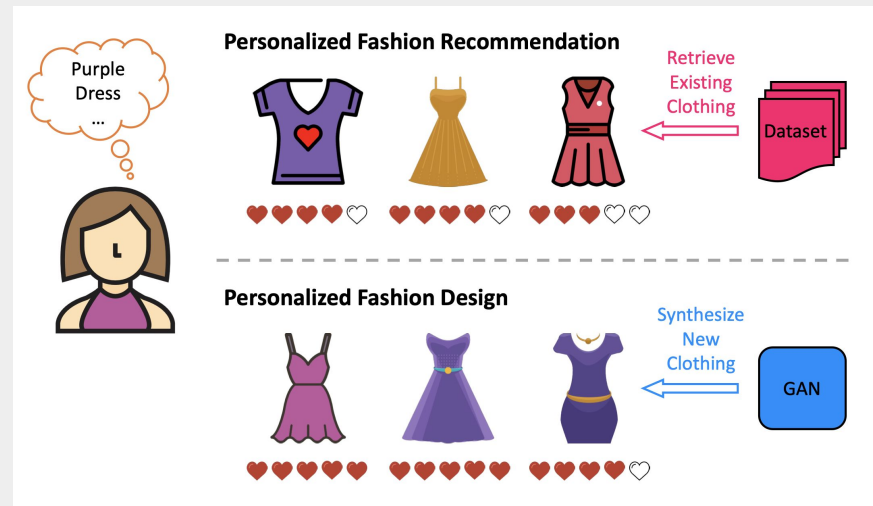 Purple
Dress
...
Personalized Fashion Recommendation
Retrieve
Existing
Clothing
Dataset
Personalized Fashion Design
Synthesize
New
Clothing
GAN